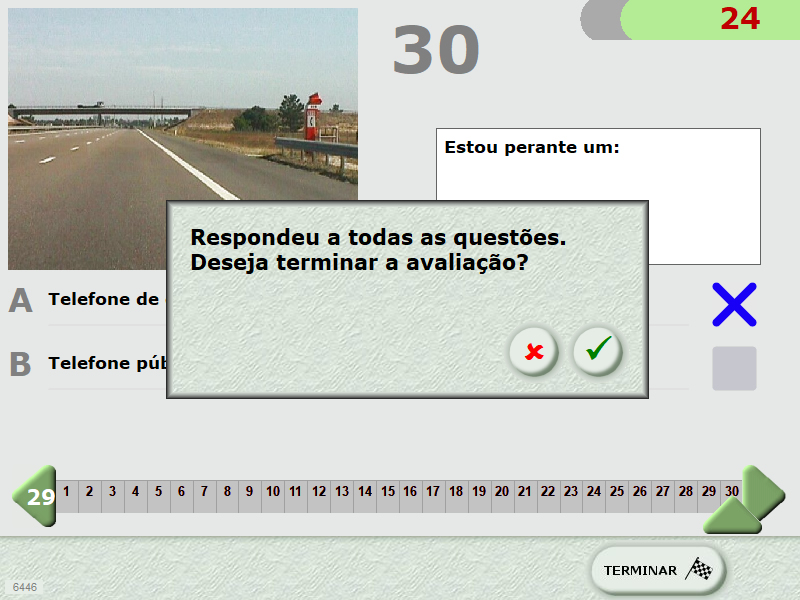 30
24
Estou perante um:
Respondeu a todas as questões.
Deseja terminar a avaliação?
A Telefone de
B Telefone púb
29 1 2 3 4 5 6 7 8 9 10 11 12 13 14 15 16 17 18 19 20 21 22 23 24 25 26 27 28 29 30
TERMINAR
6446